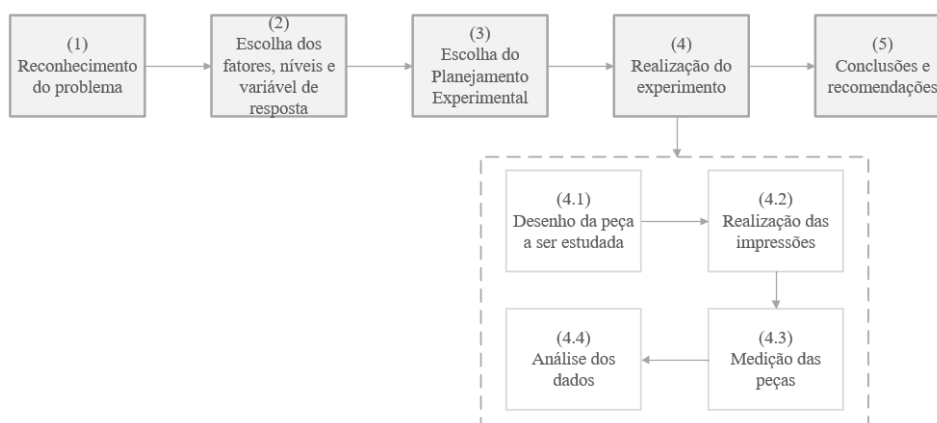 (1)
Reconhecimento
do problema
(2)
Escolha dos
fatores, níveis e
variável de
resposta
(3)
Escolha do
Planejamento
Experimental
(4)
Realização do
experimento
(5)
Conclusões e
recomendações
(4.1)
Desenho da peça
a ser estudada
(4.2)
Realização das
impressões
(4.3)
Medição das
peças
(4.4)
Análise dos
dados